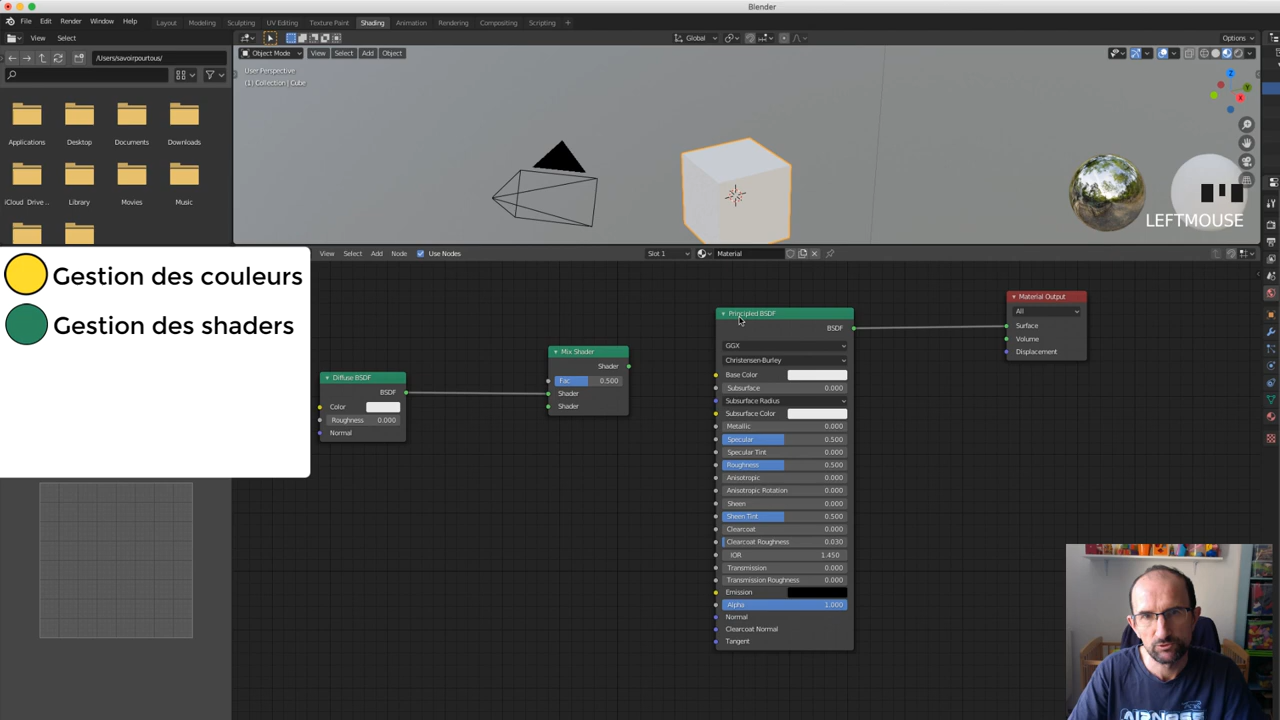 Blender
File Edit Render Window Help
Layout Modeling Sculpting UV Editing Texture Paint Shading Animation Rendering Compositing Scripting +
View Select
Global
Options
/Users/savoirpourtous/
Object Mode View Select Add Object
User Perspective
(1) Collection | Cube
Applications Desktop Documents Downloads
iCloud Drive .. Library Movies Music
Z
Y
X
LEFTMOUSE
View Select Add Node Use Nodes Slot 1 Material
Gestion des couleurs
Gestion des shaders
Diffuse BSDF
BSDF
Color
Roughness 0.000
Normal
Mix Shader
Shader
Fac 0.500
Shader
Shader
Principled BSDF
BSDF
GGX
Christensen-Burley
Base Color
Subsurface 0.000
Subsurface Radius
Subsurface Color
Metallic 0.000
Specular 0.500
Specular Tint 0.000
Roughness 0.500
Anisotropic 0.000
Anisotropic Rotation 0.000
Sheen 0.000
Sheen Tint 0.500
Clearcoat 0.000
Clearcoat Roughness 0.030
IOR 1.450
Transmission 0.000
Transmission Roughness 0.000
Emission
Alpha 1.000
Normal
Clearcoat Normal
Tangent
Material Output
All
Surface
Volume
Displacement